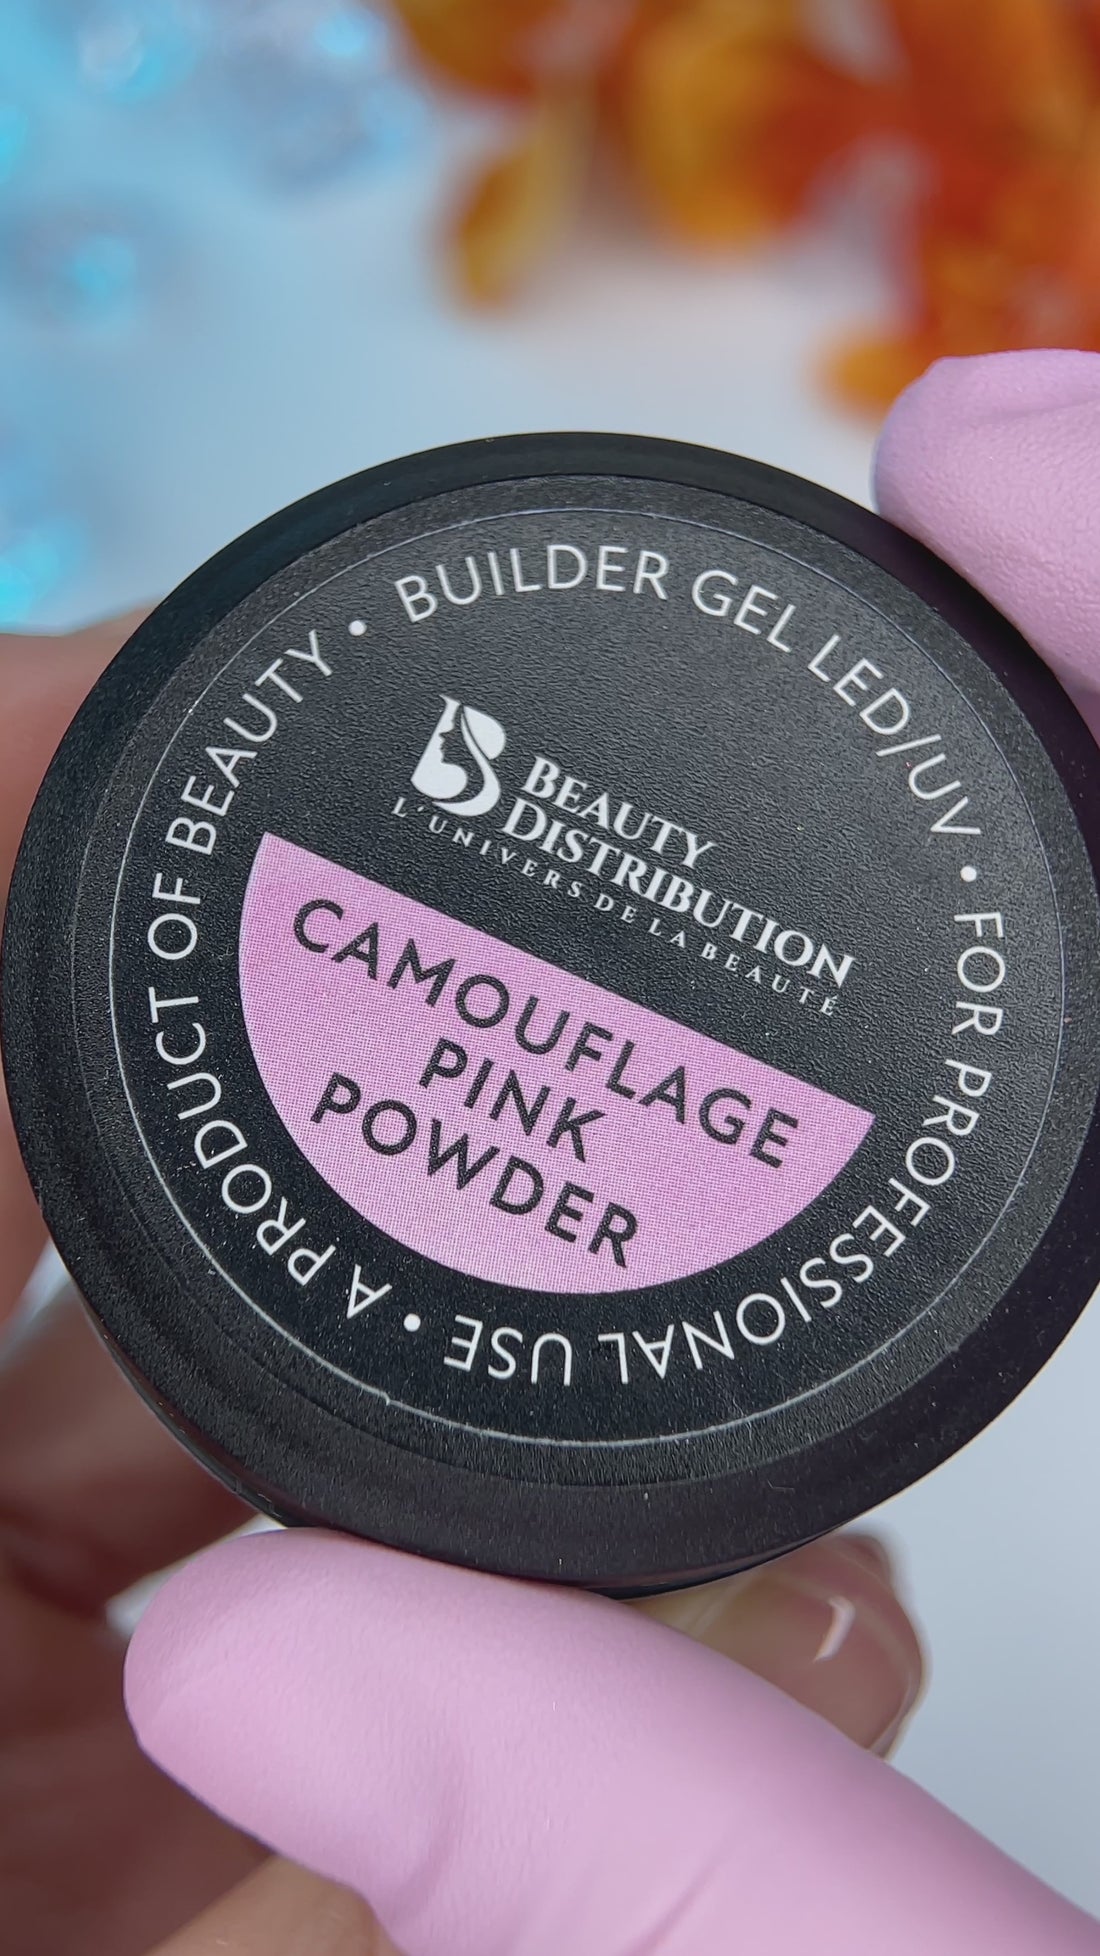 BUILDER GEL LED/UV • FOR PROFESSIONAL USE • A PRODUCT OF BEAUTY •
BEAUTY
DISTRIBUTION
L'UNIVERS DE LA BEAUTÉ
CAMOUFLAGE
PINK
POWDER